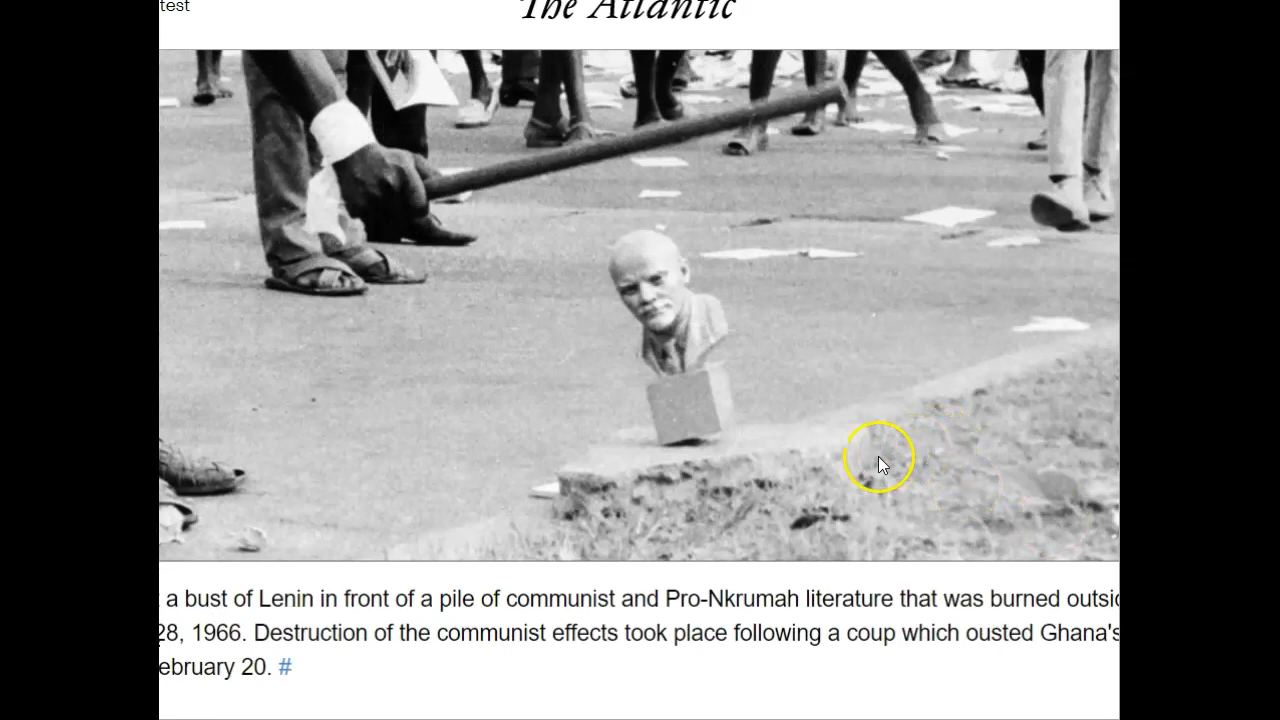 test
The Atlantic
a bust of Lenin in front of a pile of communist and Pro-Nkrumah literature that was burned
28, 1966. Destruction of the communist effects took place following a coup which ousted Ghana's
ebruary 20. #